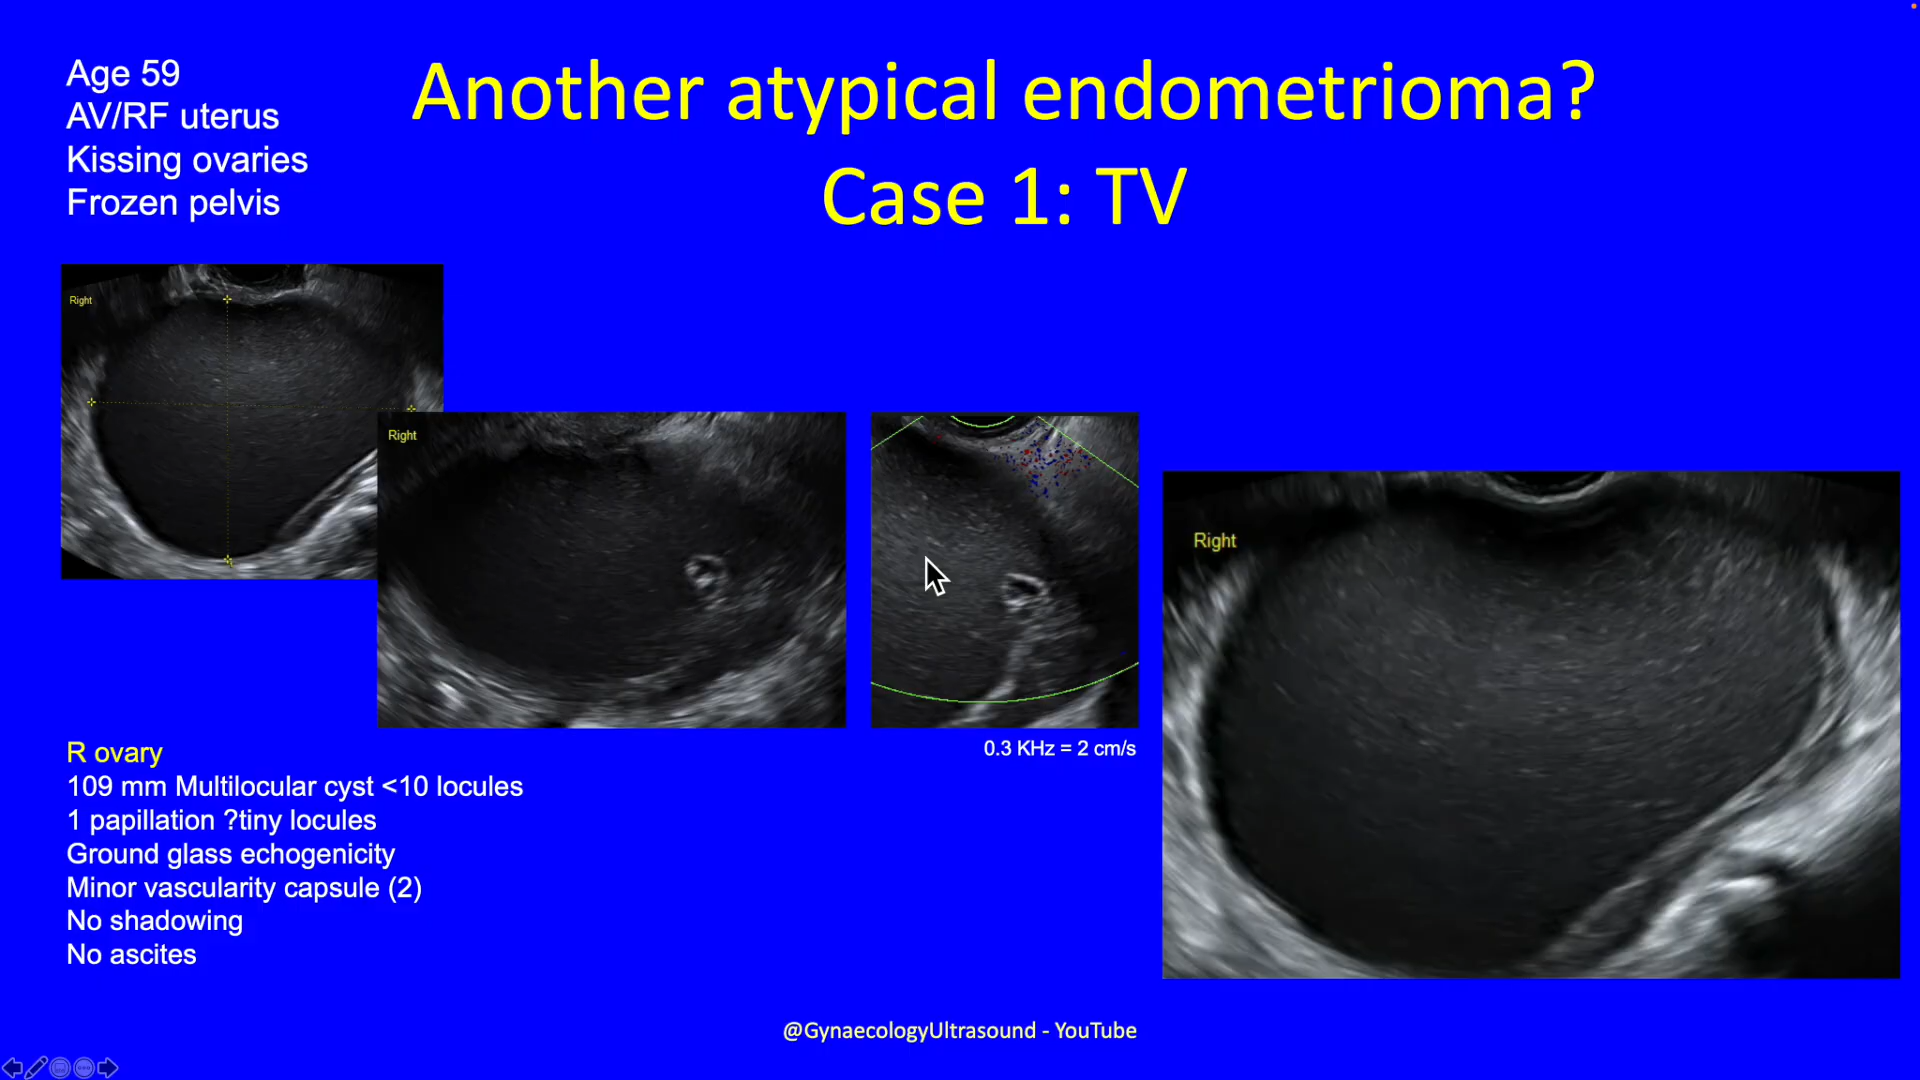 Age 59
AV/RF uterus
Kissing ovaries
Frozen pelvis
Another atypical endometrioma?
Case 1: TV
Right
Right
Right
0.3 KHz = 2 cm/s
R ovary
109 mm Multilocular cyst <10 locules
1 papillation ?tiny locules
Ground glass echogenicity
Minor vascularity capsule (2)
No shadowing
No ascites
@GynaecologyUltrasound - YouTube